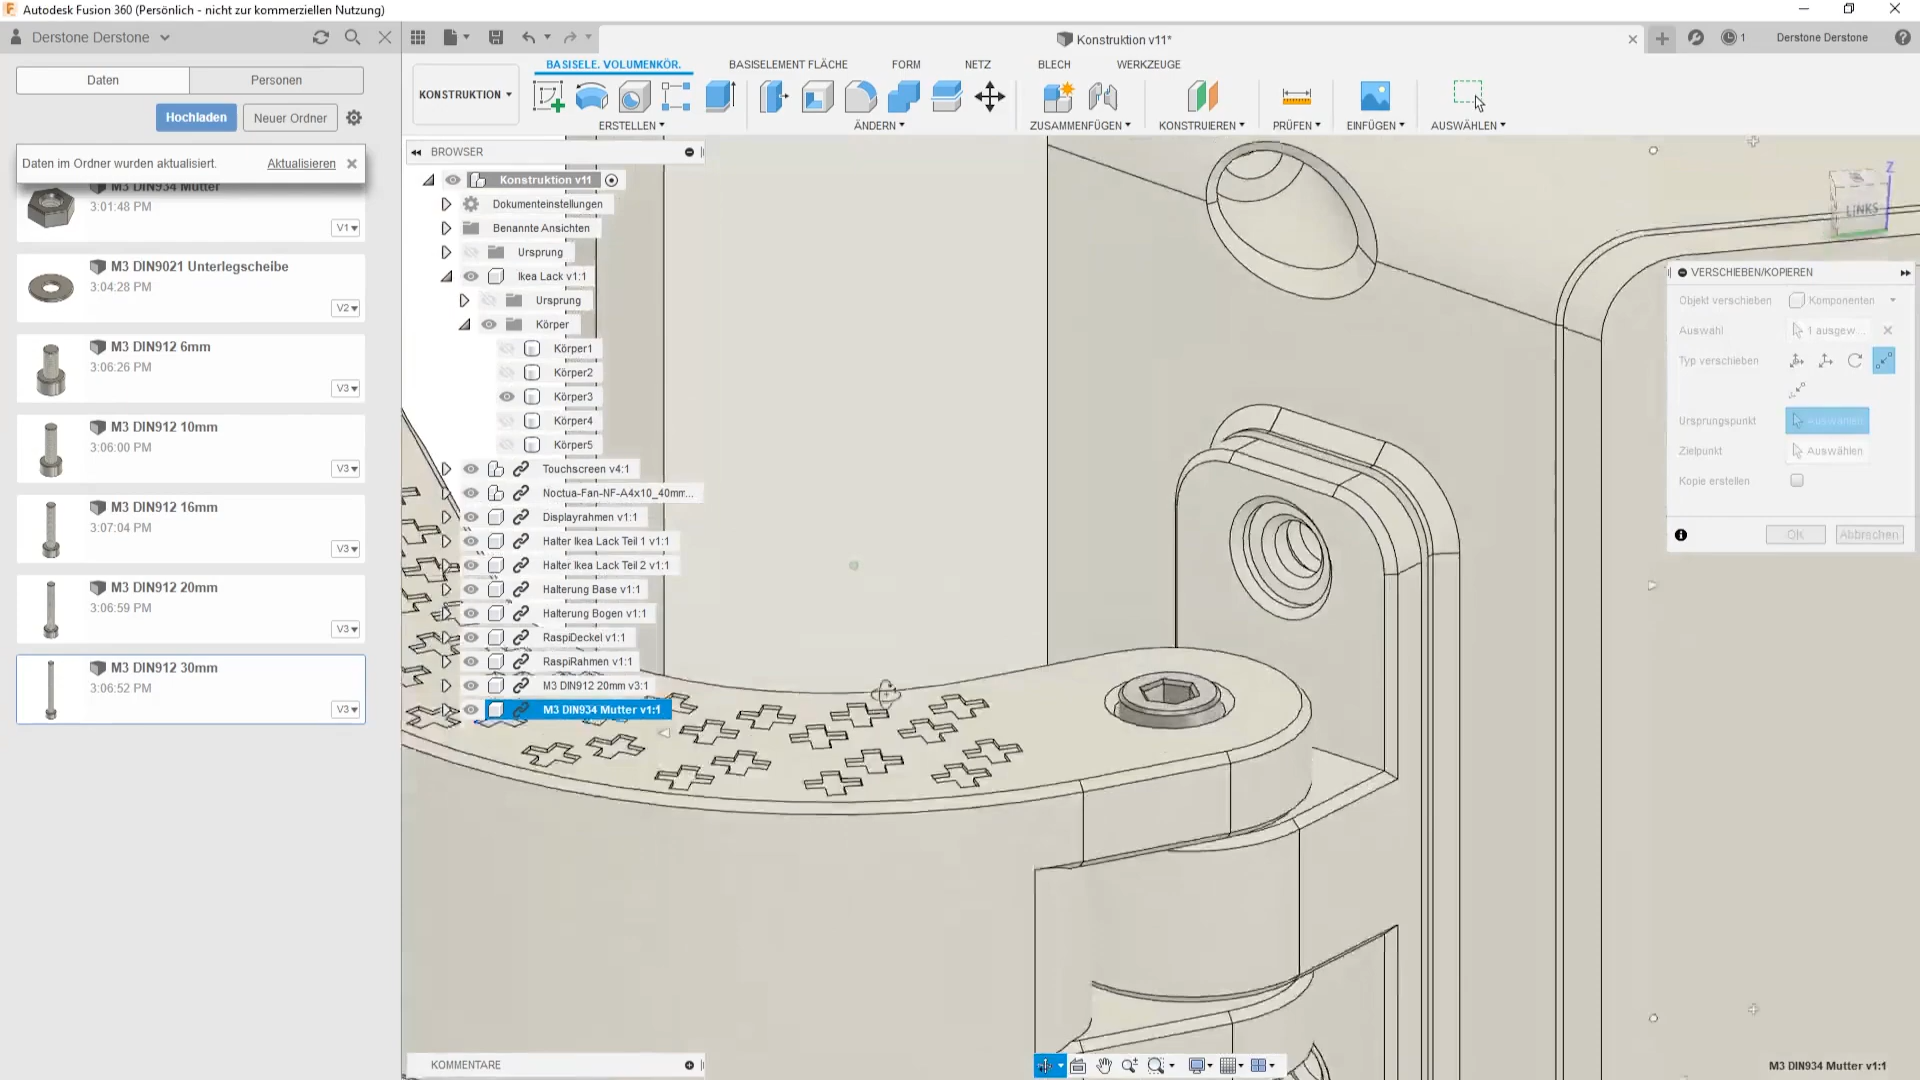 Autodesk Fusion 360 (Persönlich - nicht zur kommerziellen Nutzung)
Derstone Derstone
Konstruktion v11*
1
Derstone Derstone
Daten
Personen
Hochladen
Neuer Ordner
Daten im Ordner wurden aktualisiert.
Aktualisieren
M3 DIN934 Mutter
3:01:48 PM
V1
M3 DIN9021 Unterlegscheibe
3:04:28 PM
V2
M3 DIN912 6mm
3:06:26 PM
V3
M3 DIN912 10mm
3:06:00 PM
V3
M3 DIN912 16mm
3:07:04 PM
V3
M3 DIN912 20mm
3:06:59 PM
V3
M3 DIN912 30mm
3:06:52 PM
V3
KONSTRUKTION
BASISELE. VOLUMENKÖR.
BASISELEMENT FLÄCHE
FORM
NETZ
BLECH
WERKZEUGE
ERSTELLEN
ÄNDERN
ZUSAMMENFÜGEN
KONSTRUIEREN
PRÜFEN
EINFÜGEN
AUSWÄHLEN
BROWSER
Konstruktion v11
Dokumenteinstellungen
Benannte Ansichten
Ursprung
Ikea Lack v1:1
Ursprung
Körper
Körper1
Körper2
Körper3
Körper4
Körper5
Touchscreen v4:1
Noctua-Fan-NF-A4x10_40mm...
Displayrahmen v1:1
Halter Ikea Lack Teil 1 v1:1
Halter Ikea Lack Teil 2 v1:1
Halterung Base v1:1
Halterung Bogen v1:1
RaspiDeckel v1:1
RaspiRahmen v1:1
M3 DIN912 20mm v3:1
M3 DIN934 Mutter v1:1
KOMMENTARE
Z
LINKS
VERSCHIEBEN/KOPIEREN
Objekt verschieben
Komponenten
Auswahl
1 ausgew...
Typ verschieben
Ursprungspunkt
Auswählen
Zielpunkt
Auswählen
Kopie erstellen
OK
Abbrechen
M3 DIN934 Mutter v1:1